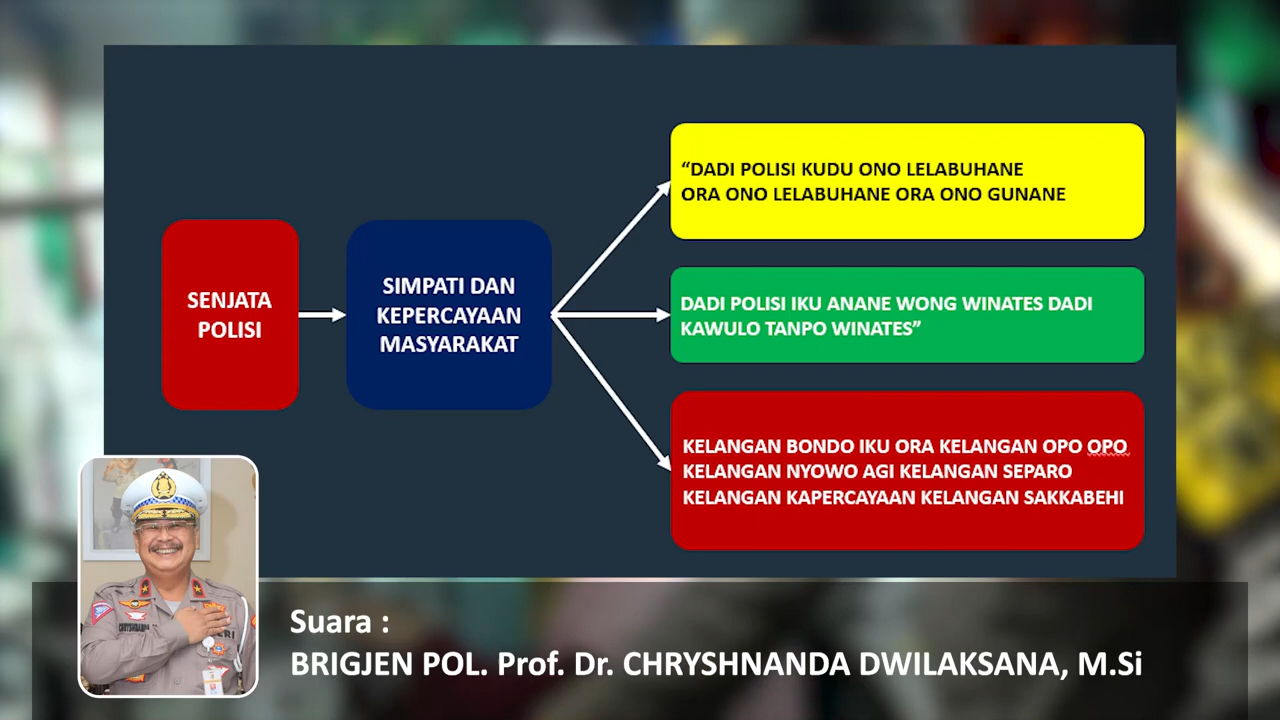 SENJATA
POLISI
SIMPATI DAN
KEPERCAYAAN
MASYARAKAT
“DADI POLISI KUDU ONO LELABUHANE
ORA ONO LELABUHANE ORA ONO GUNANE
DADI POLISI IKU ANANE WONG WINATES DADI
KAWULO TANPO WINATES”
KELANGAN BONDO IKU ORA KELANGAN OPO OPO
KELANGAN NYOWO AGI KELANGAN SEPARO
KELANGAN KAPERCAYAAN KELANGAN SAKKABEHI
Suara :
BRIGJEN POL. Prof. Dr. CHRYSHNANDA DWILAKSANA, M.Si